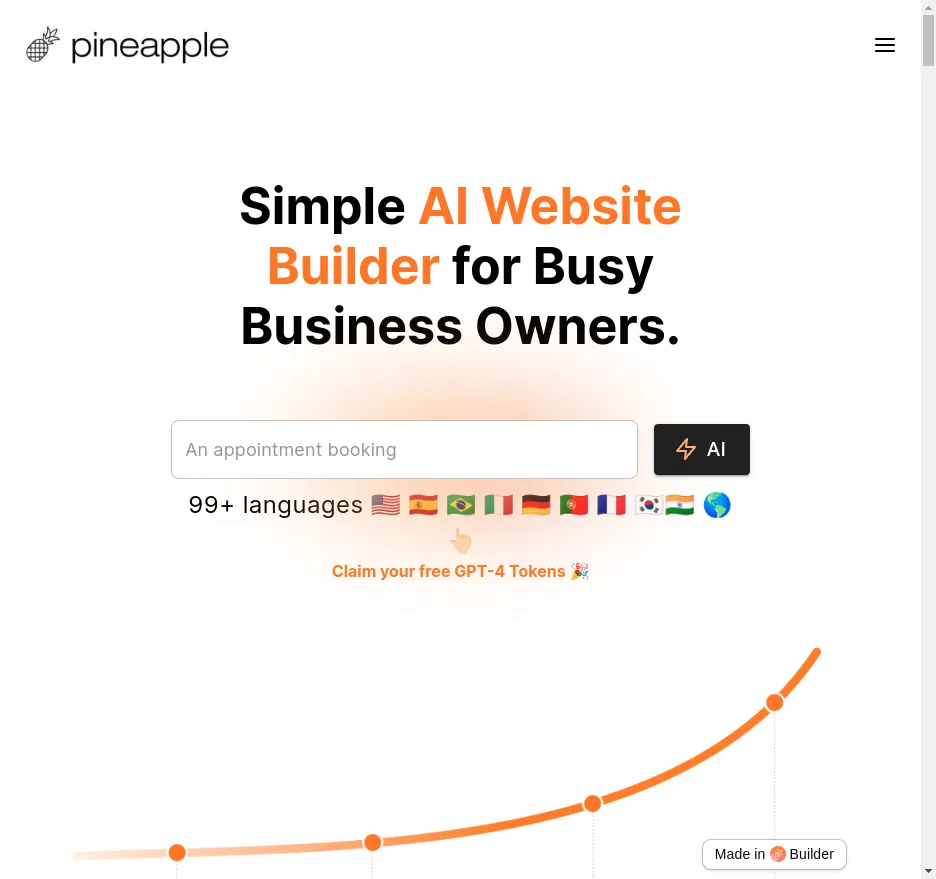 pineapple
Simple AI Website
Builder for Busy
Business Owners.
An appointment booking
AI
99+ languages 🇺🇸 🇪🇸 🇧🇷 🇮🇹 🇩🇪 🇵🇹 🇫🇷 🇰🇷🇮🇳 🌎
👆🏼
Claim your free GPT-4 Tokens 🎉
Made in Builder